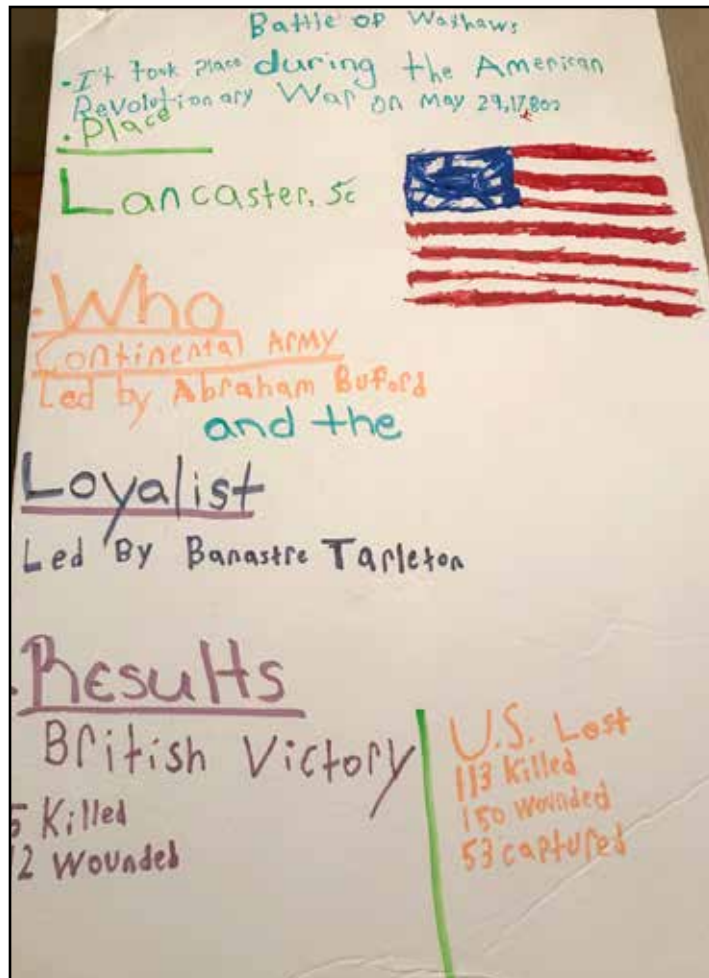 Battle of Waxhaws
• It took place during the American
Revolutionary War on May 29, 1780
• Place
Lancaster, Sc
• Who
Continental Army
Led by Abraham Buford
and the
Loyalist
Led By Banastre Tarleton
• Results
British Victory
5 Killed
12 Wounded
U.S. Lost
113 Killed
150 Wounded
53 captured